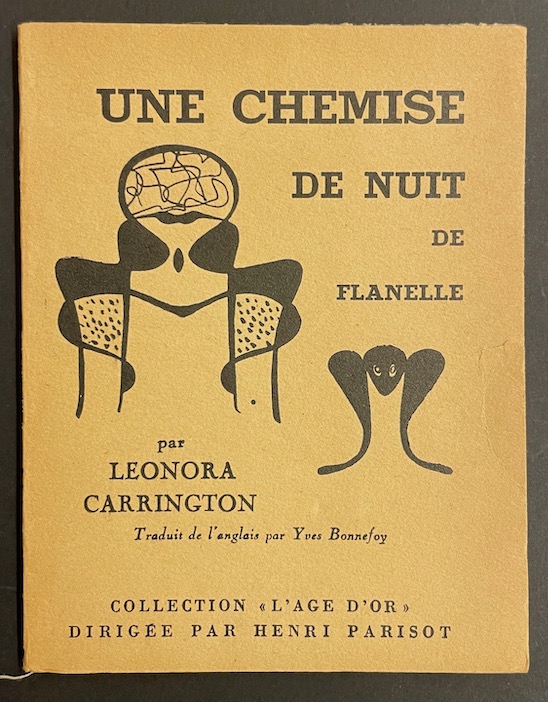 UNE CHEMISE
DE NUIT
DE
FLANELLE
par
LEONORA
CARRINGTON
Traduit de l'anglais par Yves Bonnefoy
COLLECTION « L'AGE D'OR »
DIRIGÉE PAR HENRI PARISOT